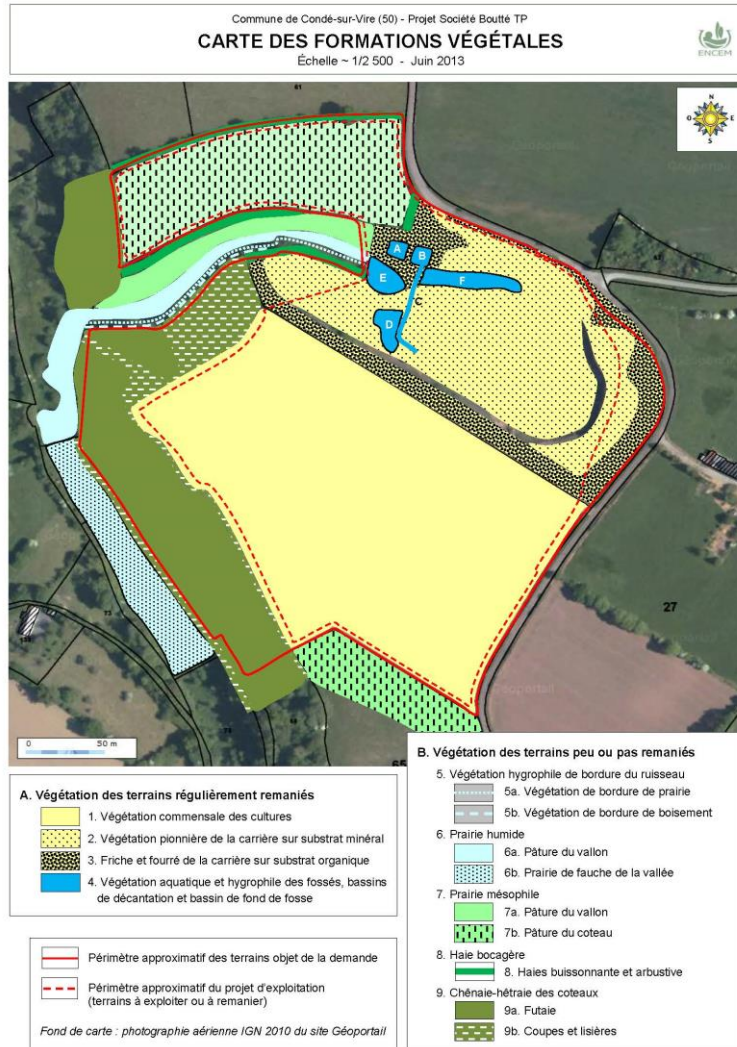 Commune de Condé-sur-Vire (50) - Projet Société Boutté TP
CARTE DES FORMATIONS VÉGÉTALES
Échelle ~ 1/2 500 - Juin 2013
ENCEM
61
N
O
E
S
Géoportail
A
B
E
F
C
D
27
Géoportail
73
65
0
50 m
A. Végétation des terrains régulièrement remaniés
1. Végétation commensale des cultures
2. Végétation pionnière de la carrière sur substrat minéral
3. Friche et fourré de la carrière sur substrat organique
4. Végétation aquatique et hygrophile des fossés, bassins
de décantation et bassin de fond de fosse
Périmètre approximatif des terrains objet de la demande
Périmètre approximatif du projet d'exploitation
(terrains à exploiter ou à remanier)
Fond de carte : photographie aérienne IGN 2010 du site Géoportail
B. Végétation des terrains peu ou pas remaniés
5. Végétation hygrophile de bordure du ruisseau
5a. Végétation de bordure de prairie
5b. Végétation de bordure de boisement
6. Prairie humide
6a. Pâture du vallon
6b. Prairie de fauche de la vallée
7. Prairie mésophile
7a. Pâture du vallon
7b. Pâture du coteau
8. Haie bocagère
8. Haies buissonnante et arbustive
9. Chênaie-hêtraie des coteaux
9a. Futaie
9b. Coupes et lisières